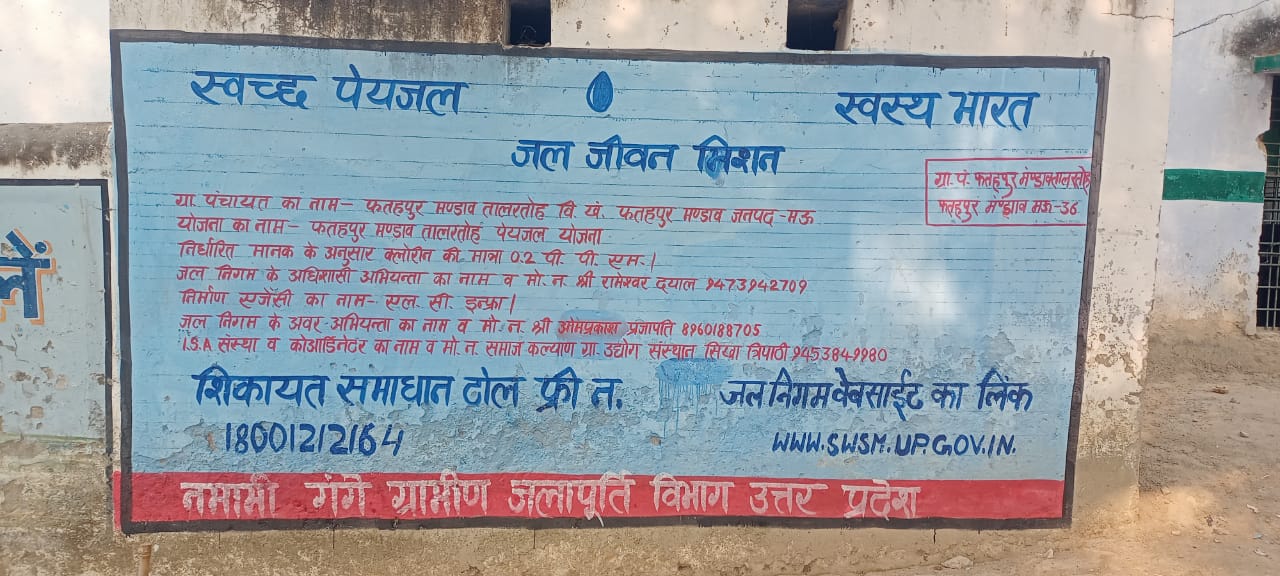 स्वच्छ पेयजल
स्वस्थ भारत
जल जीवन मिशन
ग्रा. पं. फतहपुर मंण्डावतालरतोह
फतहपुर मण्डाव मऊ-36
ग्रा. पंचायत का नाम- फतहपुर मण्डाव तालरतोह वि. खं. फतहपुर मण्डाव जनपद-मऊ
योजना का नाम- फतहपुर मण्डाव तालरतोहं पेयजल योजना
निर्धारित मानक के अनुसार क्लोरीन की मात्रा 0.2 पी. पी. एम.।
जल निगम के अधिशासी अभियन्ता का नाम व मो. न. श्री रामेश्वर दयाल 9473942709
निर्माण एजेंसी का नाम- एल. सी. इन्फ्रा।
जल निगम के अवर अभियन्ता का नाम व मो. न. श्री ओमप्रकाश प्रजापति 8960188705
I.S.A संस्था व कोआर्डिनेटर का नाम व मो. न. समाज कल्याण ग्रा. उद्योग संस्थान सिखा त्रिपाठी 9453849980
शिकायत समाधान टोल फ्री न.
जल निगम वेबसाईट का लिंक
18001212164
WWW.SWSM.UP.GOV.IN.
नमामी गंगे ग्रामीण जलापूर्ति विभाग उत्तर प्रदेश